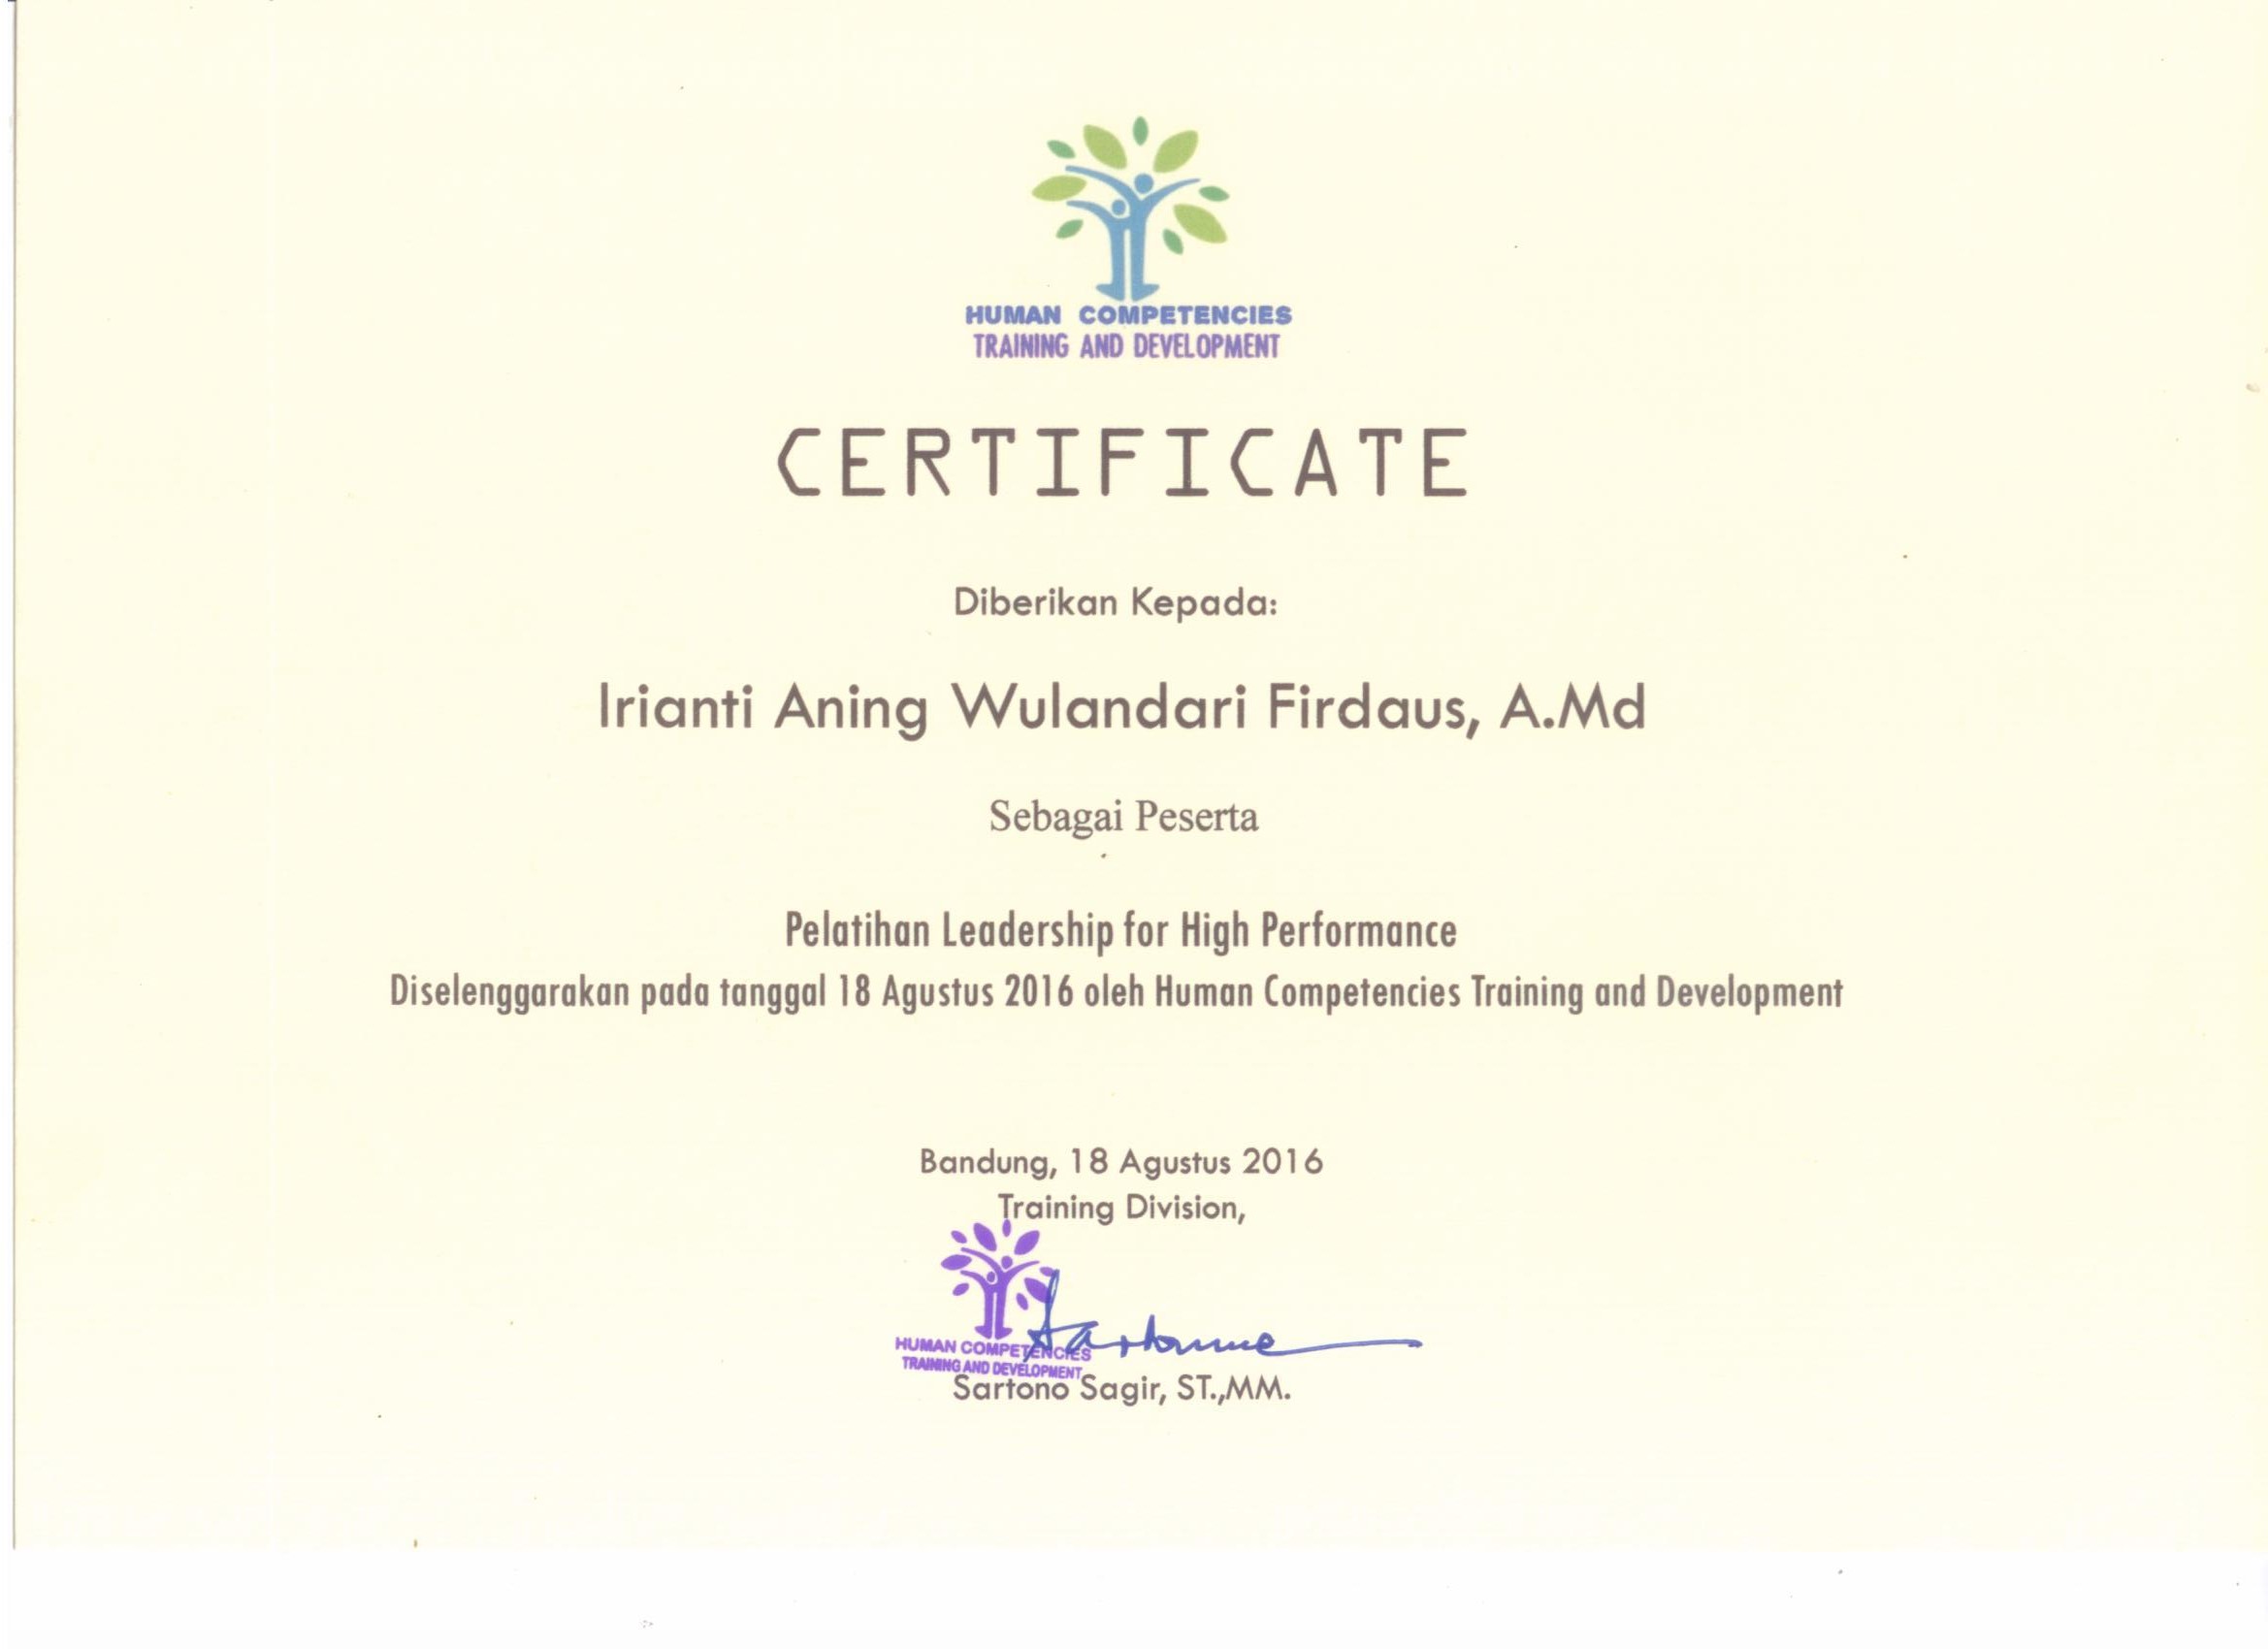 HUMAN COMPETENCIES
TRAINING AND DEVELOPMENT
CERTIFICATE
Diberikan Kepada:
Irianti Aning Wulandari Firdaus, A.Md
Sebagai Peserta
Pelatihan Leadership for High Performance
Diselenggarakan pada tanggal 18 Agustus 2016 oleh Human Competencies Training and Development
Bandung, 18 Agustus 2016
Training Division,
HUMAN COMPETENCIES
TRAINING AND DEVELOPMENT
Sartono Sagir, ST.,MM.